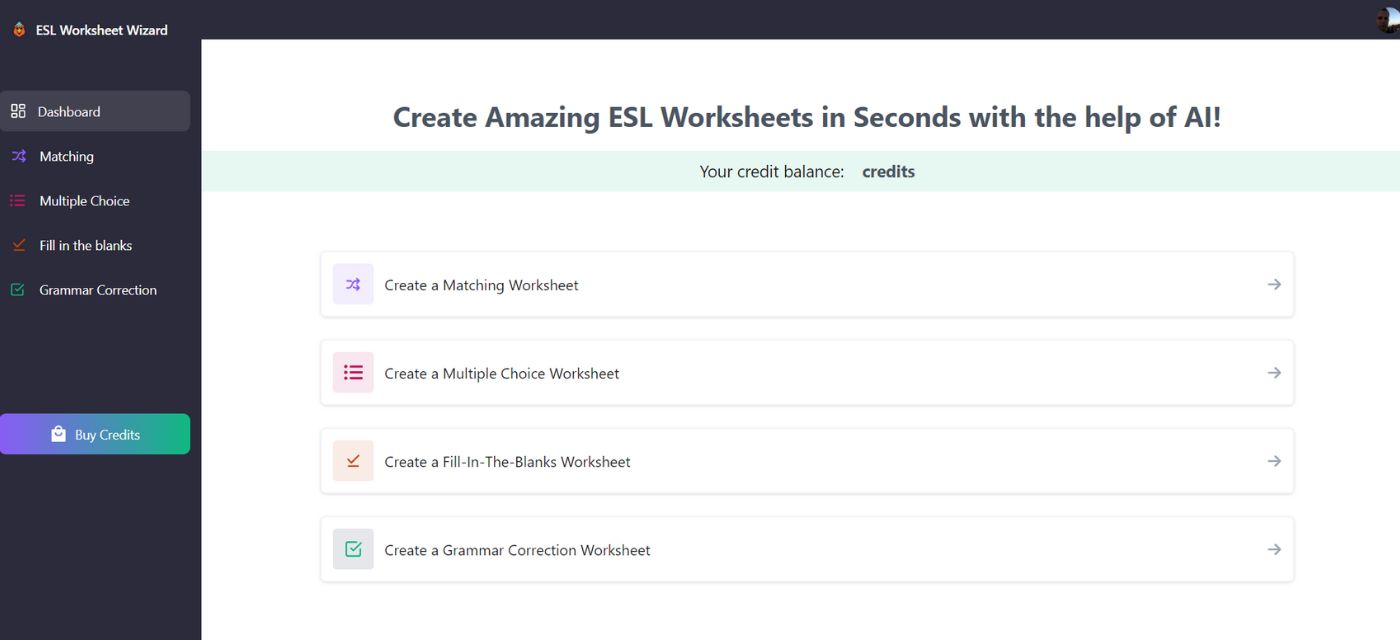 ESL Worksheet Wizard
Dashboard
Matching
Multiple Choice
Fill in the blanks
Grammar Correction
Buy Credits
Create Amazing ESL Worksheets in Seconds with the help of AI!
Your credit balance: credits
Create a Matching Worksheet
Create a Multiple Choice Worksheet
Create a Fill-In-The-Blanks Worksheet
Create a Grammar Correction Worksheet